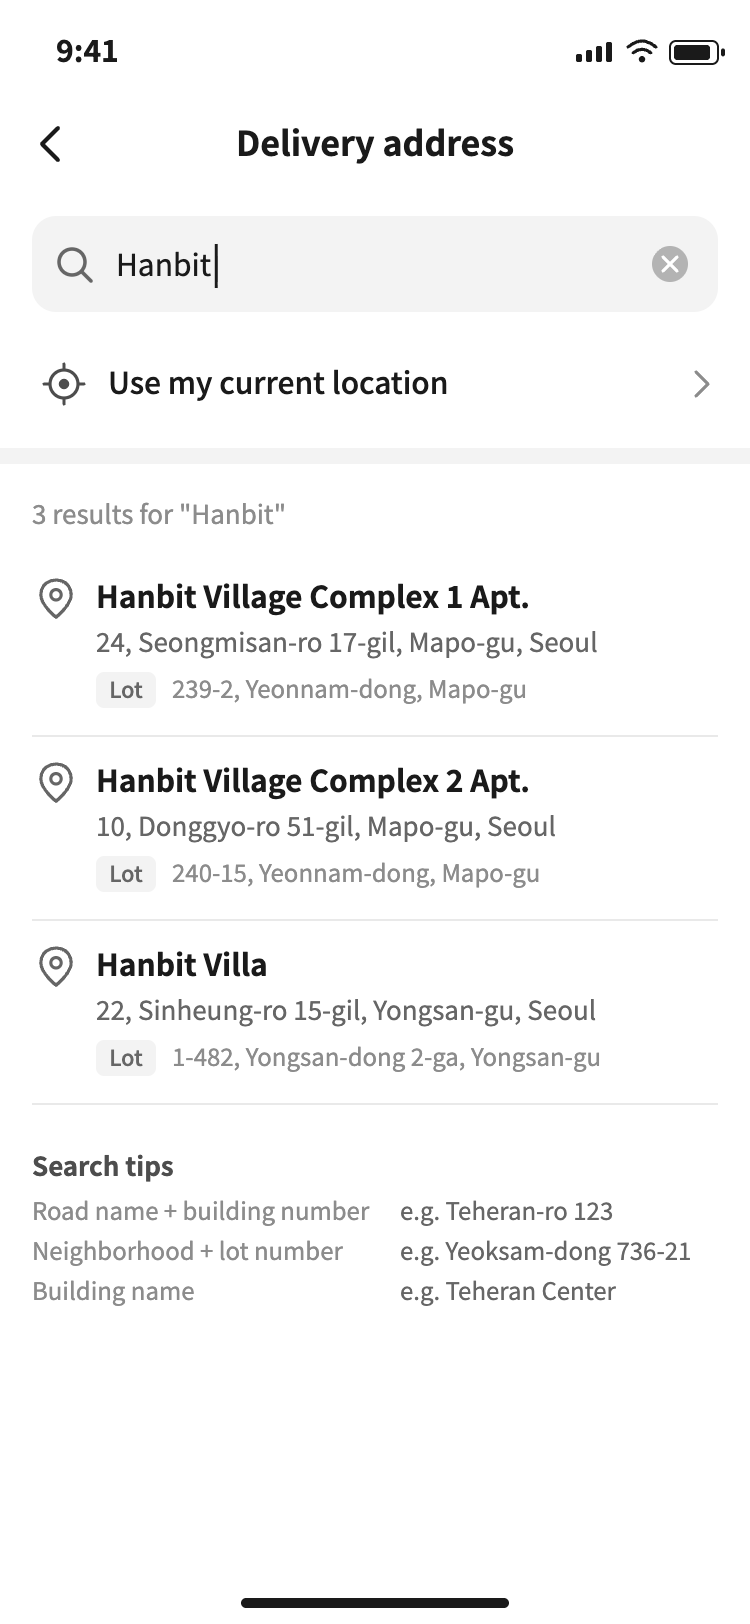 9:41
Delivery address
Hanbit
Use my current location
3 results for "Hanbit"
Hanbit Village Complex 1 Apt.
24, Seongmisan-ro 17-gil, Mapo-gu, Seoul
Lot 239-2, Yeonnam-dong, Mapo-gu
Hanbit Village Complex 2 Apt.
10, Donggyo-ro 51-gil, Mapo-gu, Seoul
Lot 240-15, Yeonnam-dong, Mapo-gu
Hanbit Villa
22, Sinheung-ro 15-gil, Yongsan-gu, Seoul
Lot 1-482, Yongsan-dong 2-ga, Yongsan-gu
Search tips
Road name + building number e.g. Teheran-ro 123
Neighborhood + lot number e.g. Yeoksam-dong 736-21
Building name e.g. Teheran Center